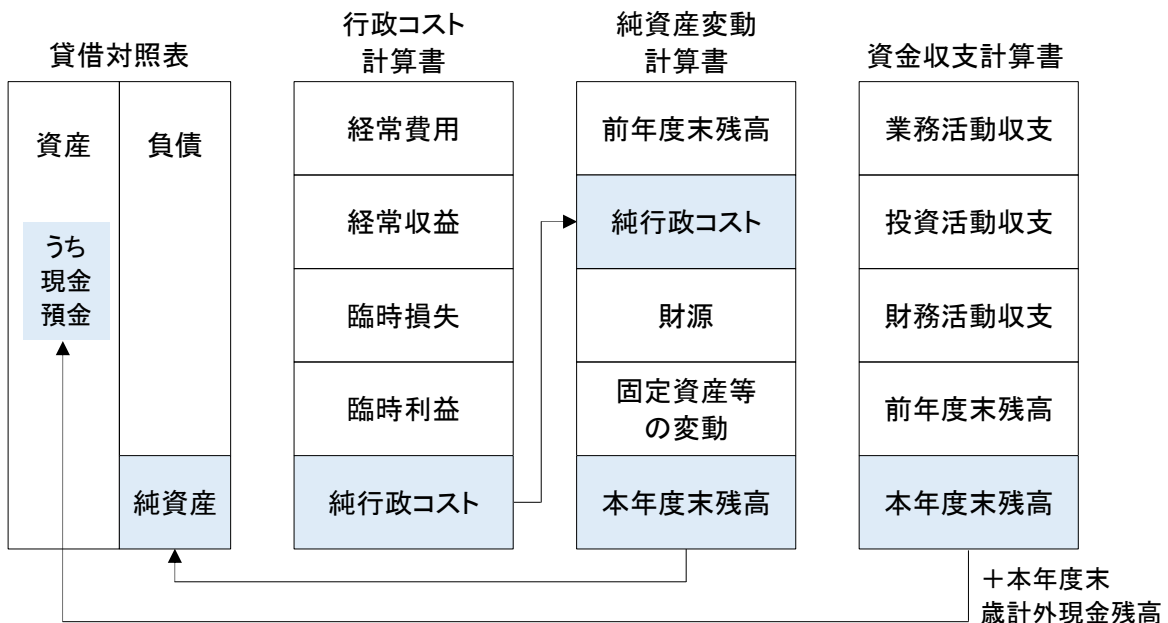 貸借対照表
資産
負債
うち
現金
預金
純資産
行政コスト
計算書
経常費用
経常収益
臨時損失
臨時利益
純行政コスト
純資産変動
計算書
前年度末残高
純行政コスト
財源
固定資産等
の変動
本年度末残高
資金収支計算書
業務活動収支
投資活動収支
財務活動収支
前年度末残高
本年度末残高
＋本年度末
歳計外現金残高